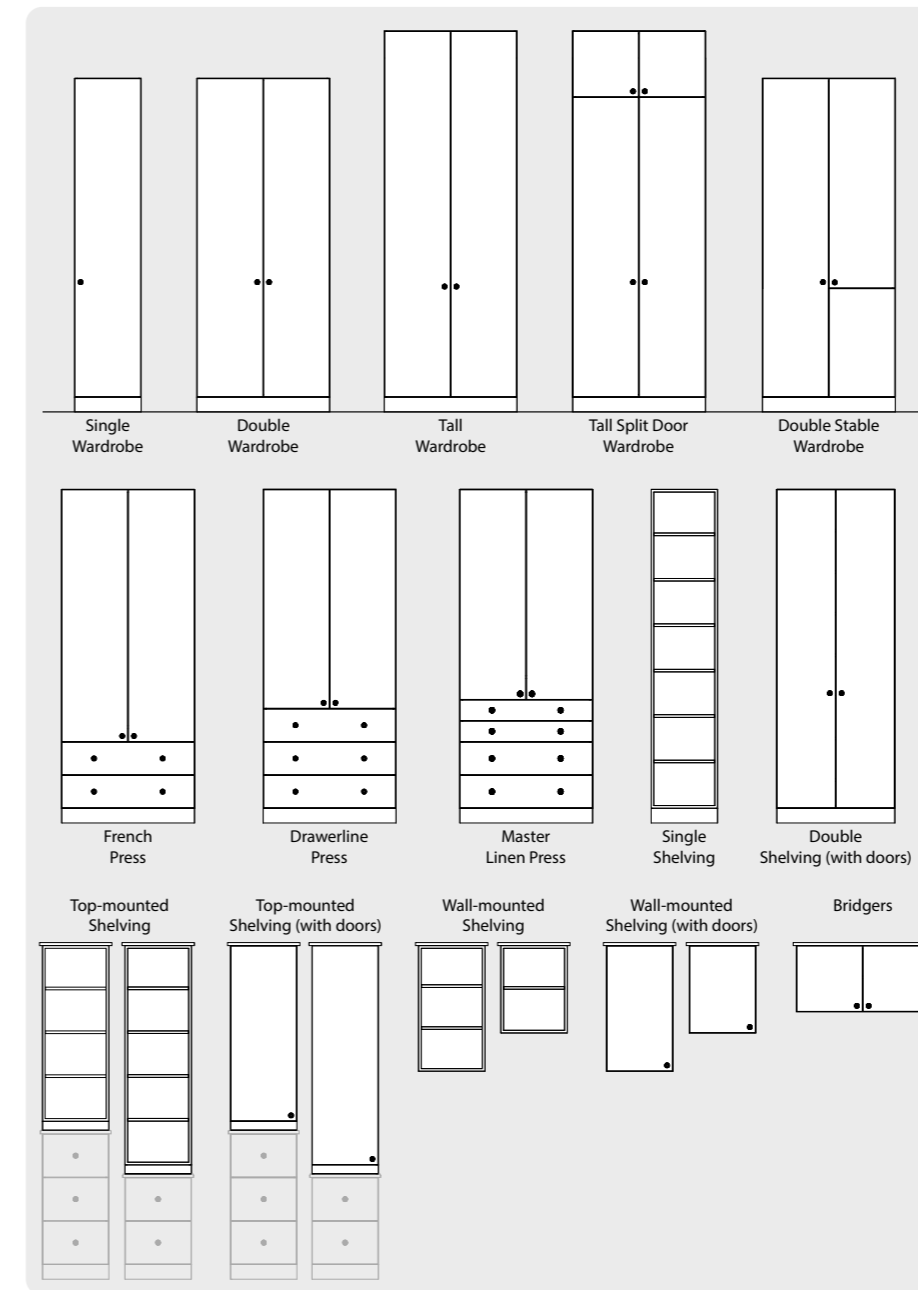 Single
Wardrobe
Double
Wardrobe
Tall
Wardrobe
Tall Split Door
Wardrobe
Double Stable
Wardrobe
French
Press
Drawerline
Press
Master
Linen Press
Single
Shelving
Double
Shelving (with doors)
Top-mounted
Shelving
Top-mounted
Shelving (with doors)
Wall-mounted
Shelving
Wall-mounted
Shelving (with doors)
Bridgers